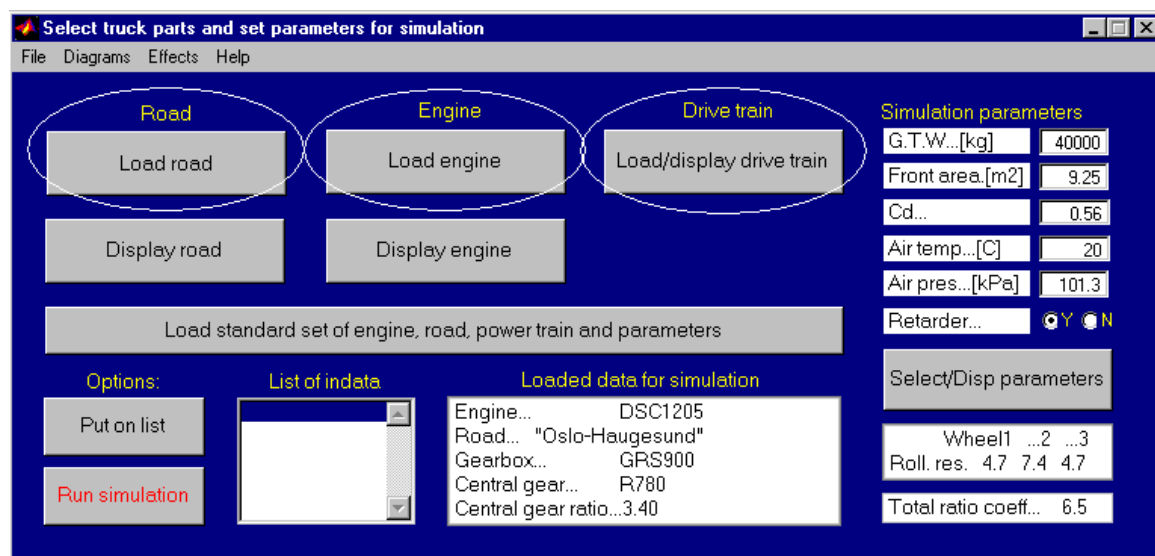 Select truck parts and set parameters for simulation
File Diagrams Effects Help
Road Engine Drive train
Load road Load engine Load/display drive train
Display road Display engine
Load standard set of engine, road, power train and parameters
Options: List of indata Loaded data for simulation
Put on list
Run simulation
Engine... DSC1205
Road... "Oslo-Haugesund"
Gearbox... GRS900
Central gear... R780
Central gear ratio...3.40
Simulation parameters
G.T.W...[kg] 40000
Front area.[m2] 9.25
Cd... 0.56
Air temp...[C] 20
Air pres...[kPa] 101.3
Retarder... Y N
Select/Disp parameters
Wheel1 ...2 ...3
Roll. res. 4.7 7.4 4.7
Total ratio coeff... 6.5